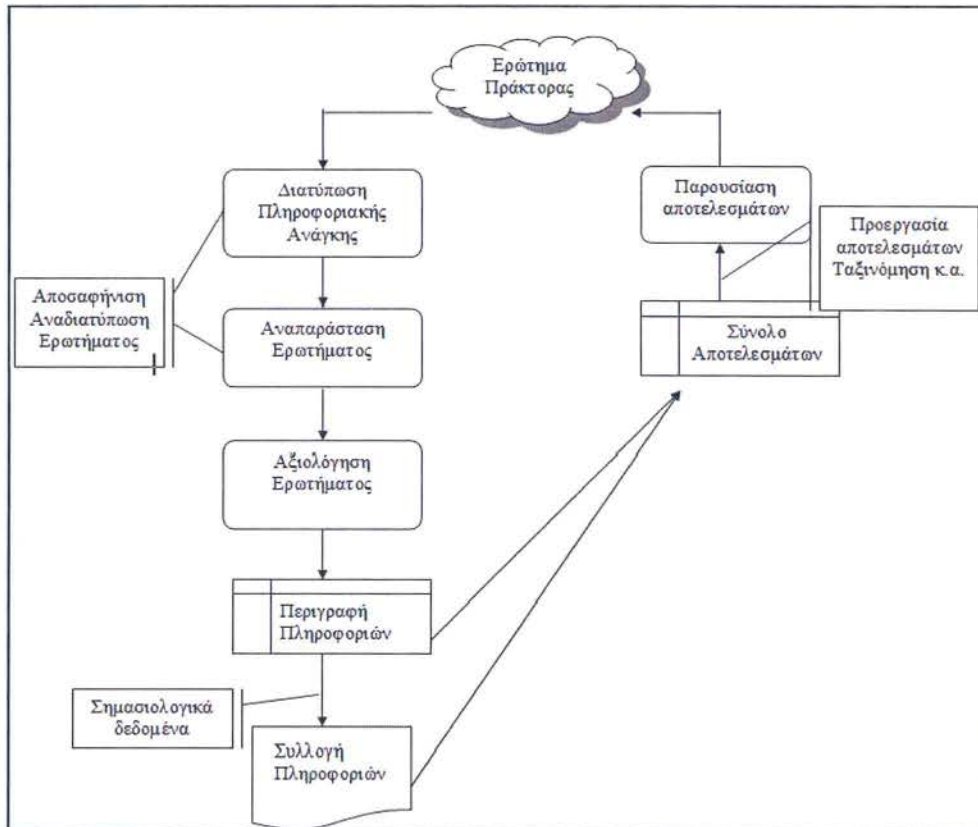 Ερώτημα
Πράκτορας
Διατύπωση
Πληροφοριακής
Ανάγκης
Αποσαφήνιση
Αναδιατύπωση
Ερωτήματος
Αναπαράσταση
Ερωτήματος
Αξιολόγηση
Ερωτήματος
Περιγραφή
Πληροφοριών
Σημασιολογικά
δεδομένα
Συλλογή
Πληροφοριών
Σύνολο
Αποτελεσμάτων
Προεργασία
αποτελεσμάτων
Ταξινόμηση κ.α.
Παρουσίαση
αποτελεσμάτων